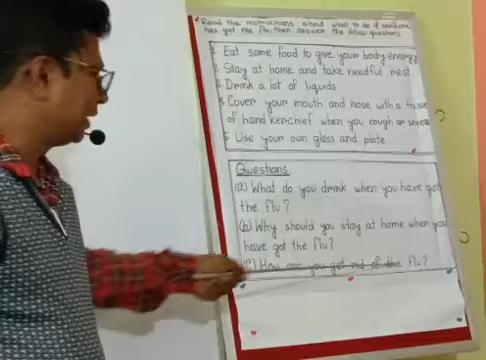 Read the instructions about what to do if someone
has got the flu, then answer the follow questions
1. Eat some food to give your body energy
2. Stay at home and take needful rest
3. Drink a lot of liquids
4. Cover your mouth and nose with a tissue
of hand kerchief when you cough or
5. Use your own glass and plate
Questions
(a) What do you drink when you have got
the flu?
(b) Why should you stay at home when you
have got the flu?
(c) How can you get rid of the flu?